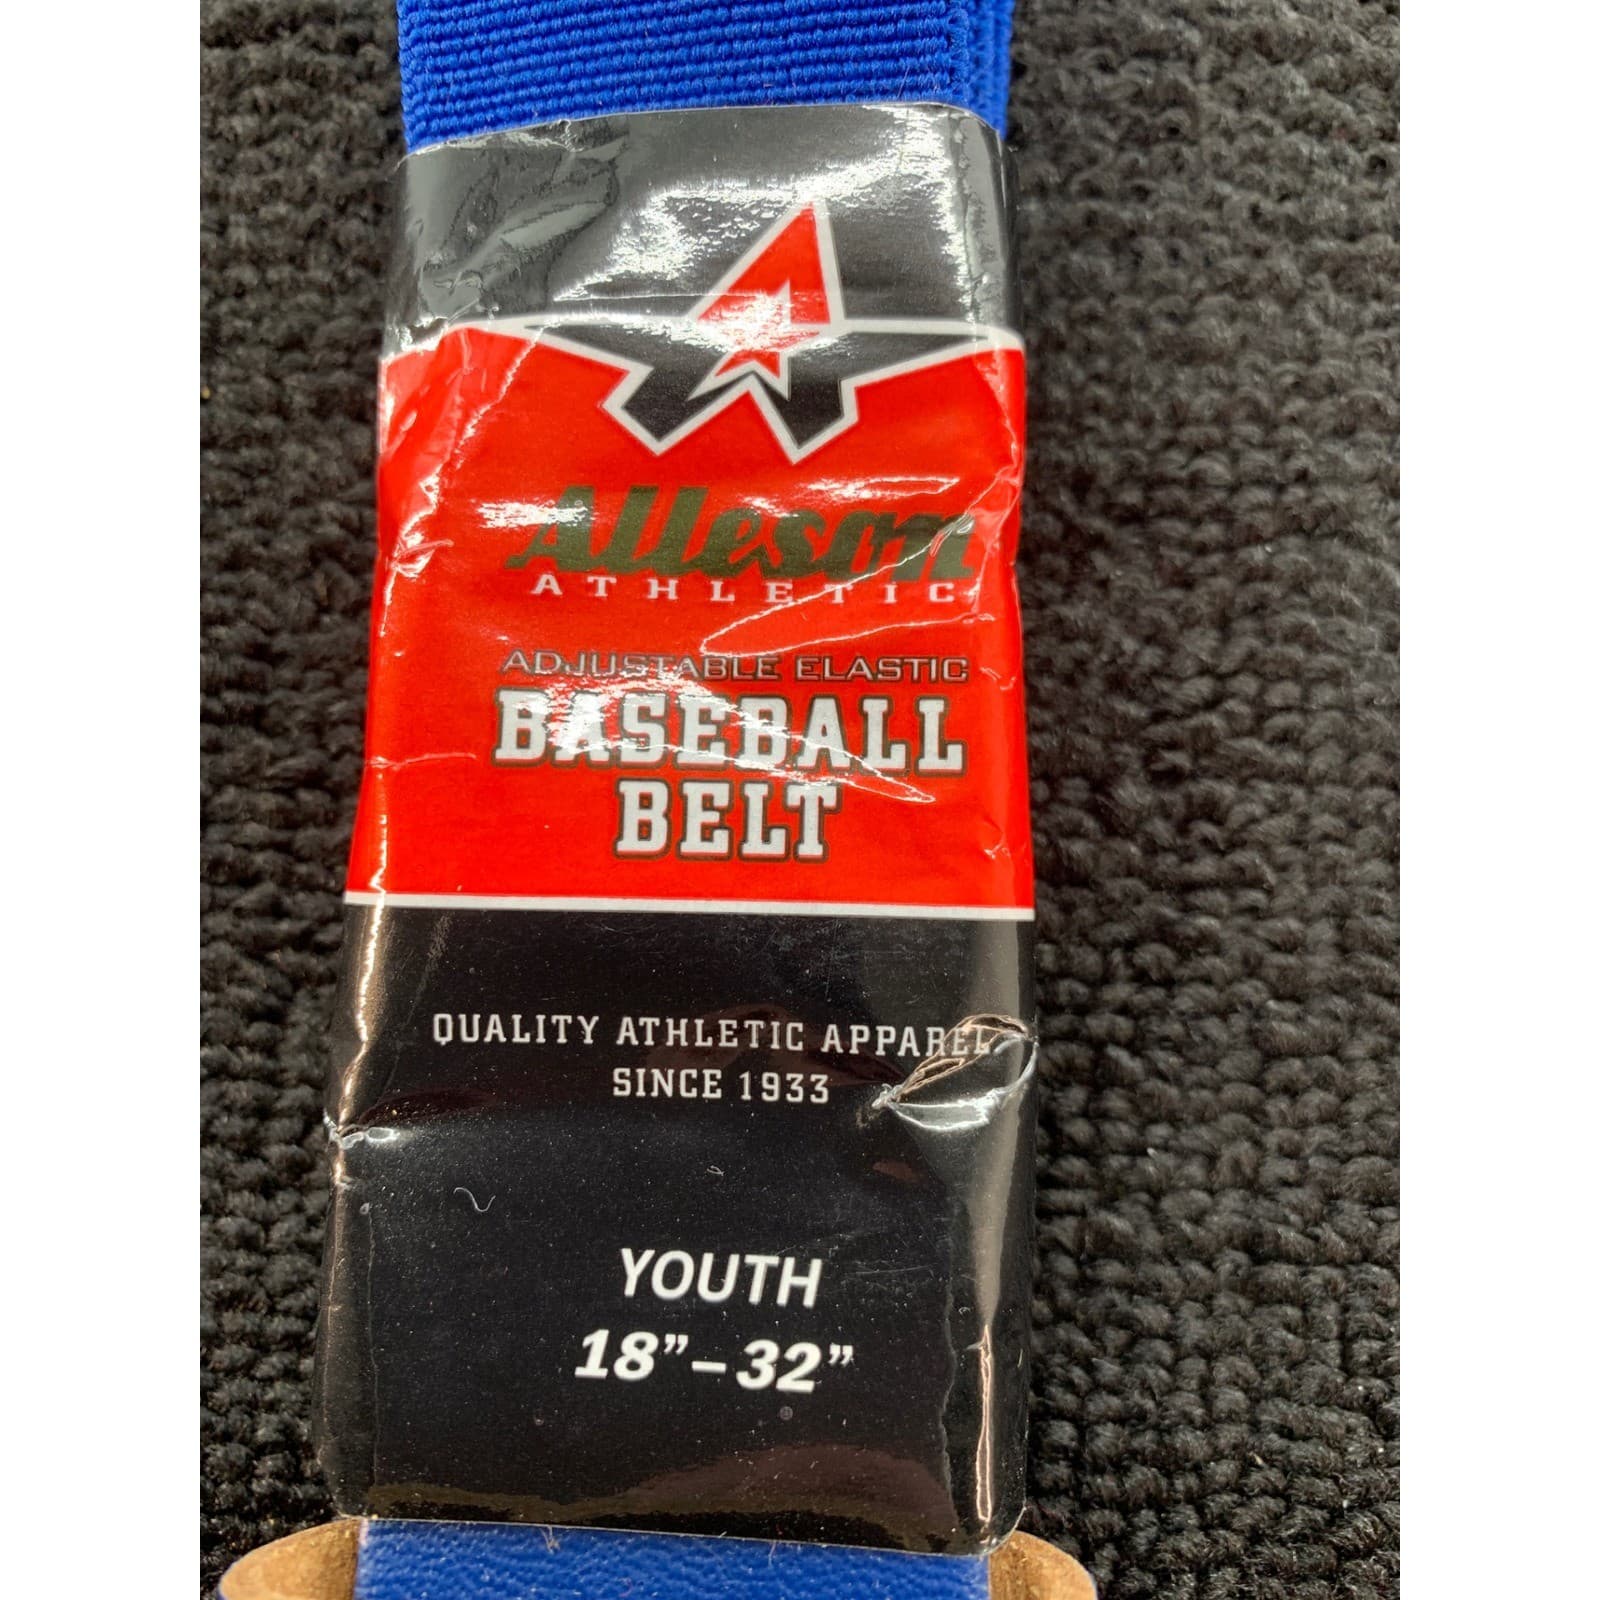 Alleson
ATHLETIC
ADJUSTABLE ELASTIC
BASEBALL
BELT
QUALITY ATHLETIC APPAREL
SINCE 1933
YOUTH
18”–32”